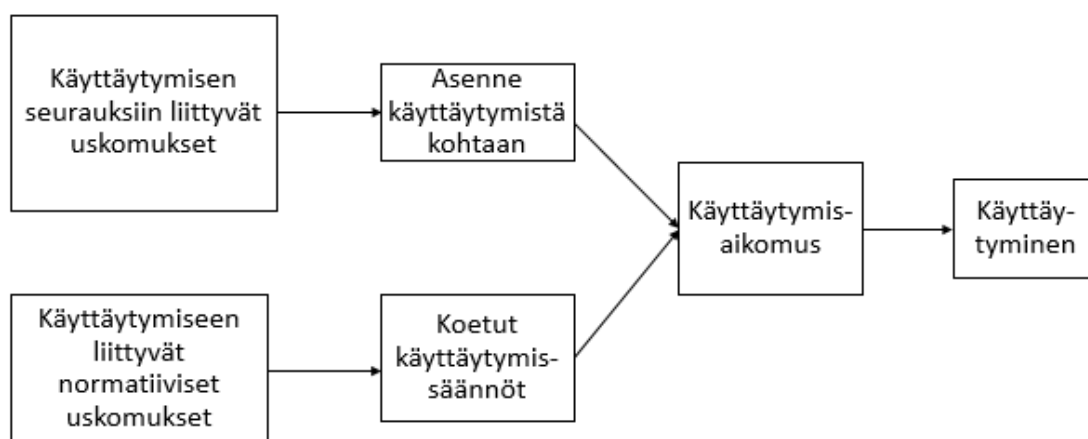 Käyttäytymisen
seurauksiin liittyvät
uskomukset
Asenne
käyttäytymistä
kohtaan
Käyttäytymis-
aikomus
Käyttäy-
tyminen
Käyttäytymiseen
liittyvät
normatiiviset
uskomukset
Koetut
käyttäytymis-
säännöt